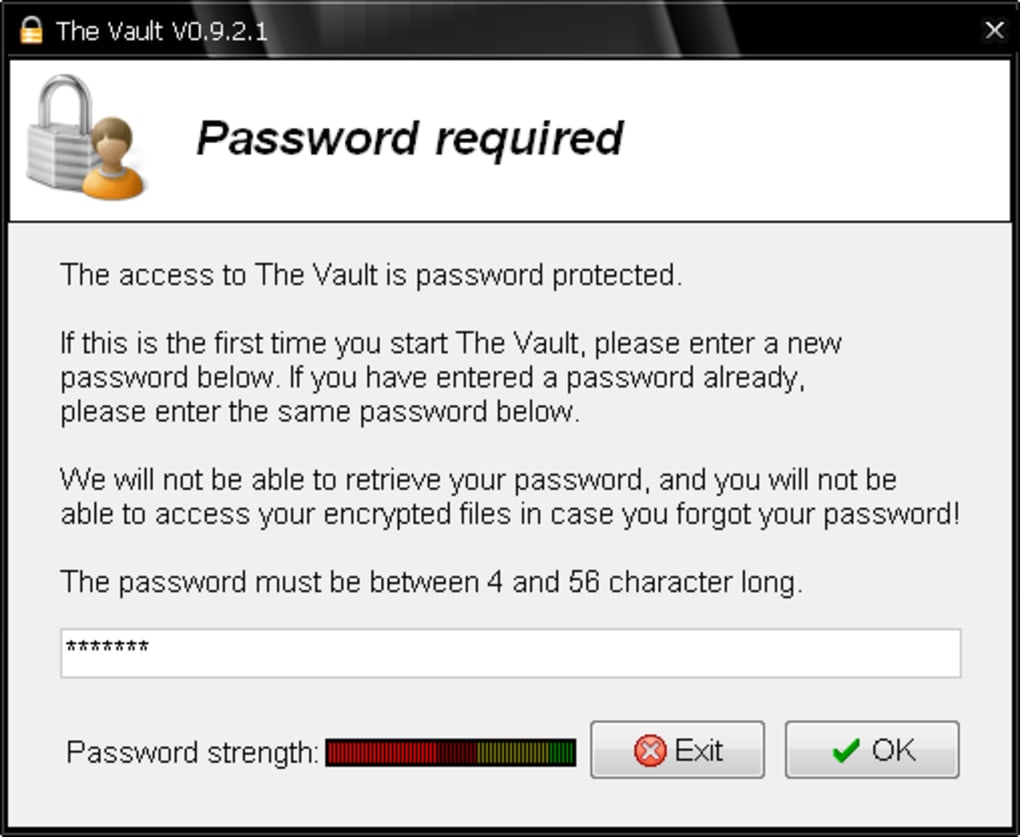 The Vault V0.9.2.1
Password required
The access to The Vault is password protected.
If this is the first time you start The Vault, please enter a new
password below. If you have entered a password already,
please enter the same password below.
We will not be able to retrieve your password, and you will not be
able to access your encrypted files in case you forgot your password!
The password must be between 4 and 56 character long.
*******
Password strength:
Exit
OK